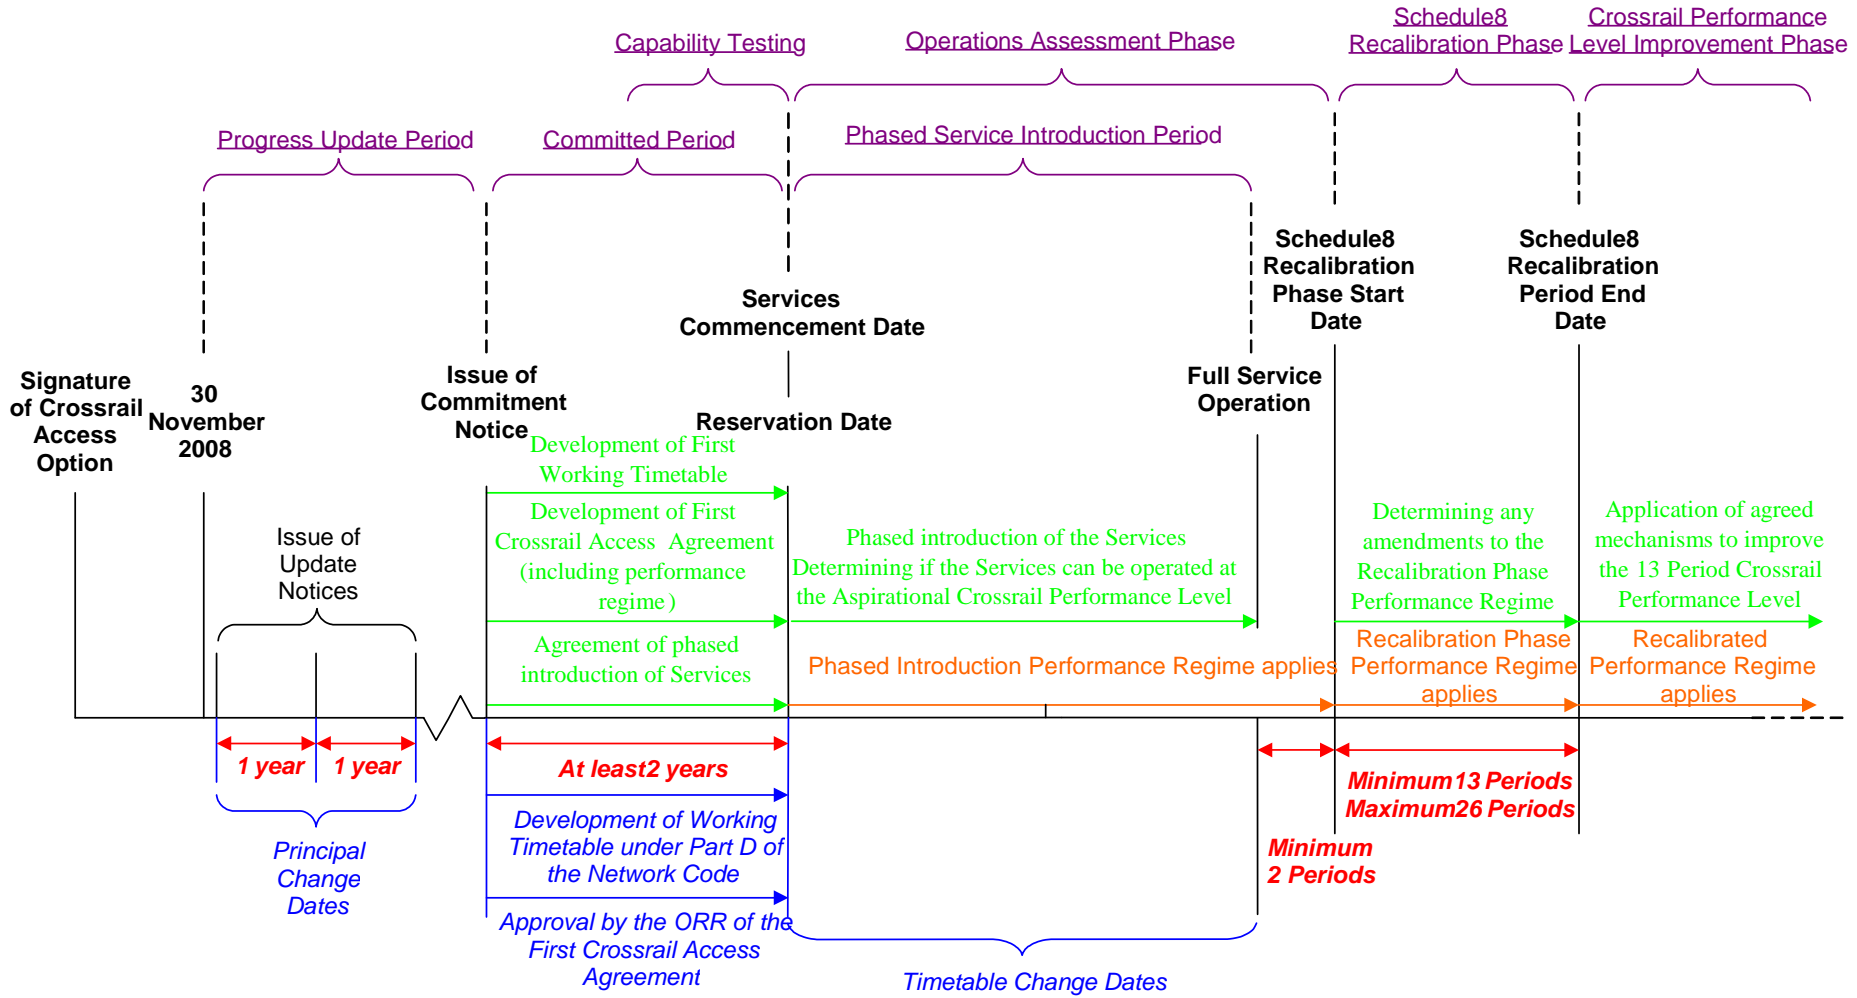 Schedule8
Recalibration Phase
Crossrail Performance
Level Improvement Phase
Capability Testing
Operations Assessment Phase
Progress Update Period
Committed Period
Phased Service Introduction Period
Schedule8
Recalibration
Phase Start
Date
Schedule8
Recalibration
Period End
Date
Services
Commencement Date
Signature
of Crossrail
Access
Option
30
November
2008
Issue of
Commitment
Notice
Reservation Date
Full Service
Operation
Development of First
Working Timetable
Development of First
Crossrail Access Agreement
(including performance
regime)
Agreement of phased
introduction of Services
Issue of
Update
Notices
Phased introduction of the Services
Determining if the Services can be operated at
the Aspirational Crossrail Performance Level
Determining any
amendments to the
Recalibration Phase
Performance Regime
Application of agreed
mechanisms to improve
the 13 Period Crossrail
Performance Level
Phased Introduction Performance Regime applies
Recalibration Phase
Performance Regime
applies
Recalibrated
Performance Regime
applies
1 year
1 year
At least2 years
Minimum13 Periods
Maximum26 Periods
Minimum
2 Periods
Principal
Change
Dates
Development of Working
Timetable under Part D of
the Network Code
Approval by the ORR of the
First Crossrail Access
Agreement
Timetable Change Dates